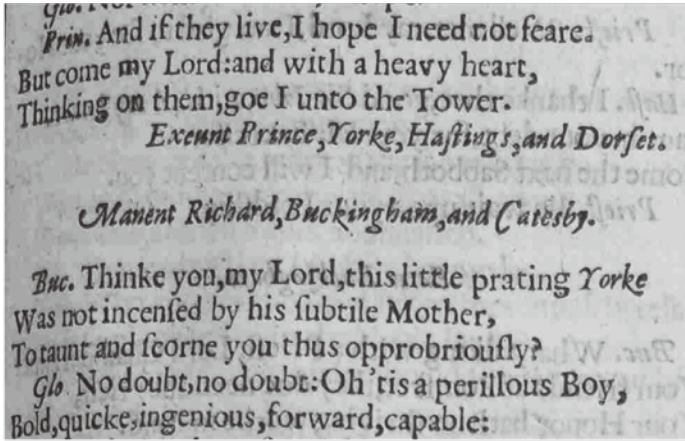 Prin. And if they live,I hope I need not feare.
But come my Lord:and with a heavy heart,
Thinking on them,goe I unto the Tower.
Exeunt Prince,Yorke,Haſtings,and Dorſet.
Manent Richard,Buckingham,and Catesby.
Buc. Thinke you,my Lord,this little prating Yorke
Was not incenſed by his ſubtile Mother,
To taunt and ſcorne you thus opprobriouſly?
Glo. No doubt,no doubt:Oh 'tis a perillous Boy,
Bold,quicke,ingenious,forward,capable: